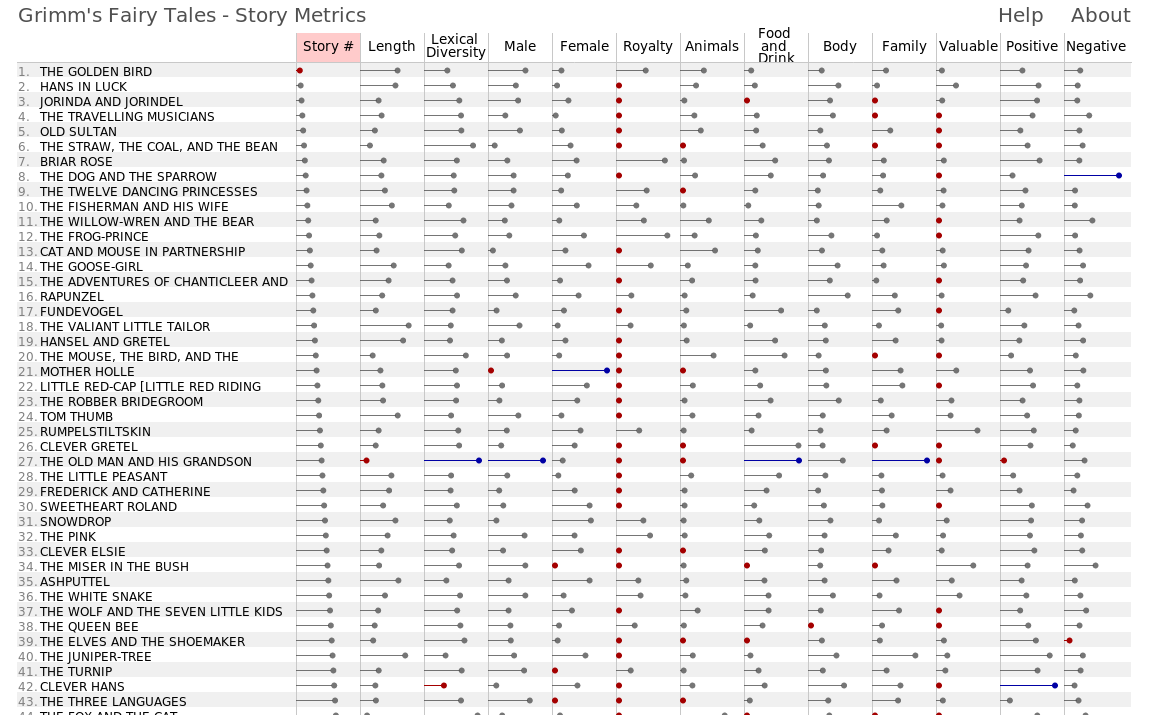 Grimm's Fairy Tales - Story Metrics
Help About
Story # Length Lexical Diversity Male Female Royalty Animals Food and Drink Body Family Valuable Positive Negative
1. THE GOLDEN BIRD
2. HANS IN LUCK
3. JORINDA AND JORINDEL
4. THE TRAVELLING MUSICIANS
5. OLD SULTAN
6. THE STRAW, THE COAL, AND THE BEAN
7. BRIAR ROSE
8. THE DOG AND THE SPARROW
9. THE TWELVE DANCING PRINCESSES
10. THE FISHERMAN AND HIS WIFE
11. THE WILLOW-WREN AND THE BEAR
12. THE FROG-PRINCE
13. CAT AND MOUSE IN PARTNERSHIP
14. THE GOOSE-GIRL
15. THE ADVENTURES OF CHANTICLEER AND
16. RAPUNZEL
17. FUNDEVOGEL
18. THE VALIANT LITTLE TAILOR
19. HANSEL AND GRETEL
20. THE MOUSE, THE BIRD, AND THE
21. MOTHER HOLLE
22. LITTLE RED-CAP [LITTLE RED RIDING
23. THE ROBBER BRIDEGROOM
24. TOM THUMB
25. RUMPELSTILTSKIN
26. CLEVER GRETEL
27. THE OLD MAN AND HIS GRANDSON
28. THE LITTLE PEASANT
29. FREDERICK AND CATHERINE
30. SWEETHEART ROLAND
31. SNOWDROP
32. THE PINK
33. CLEVER ELSIE
34. THE MISER IN THE BUSH
35. ASHPUTTEL
36. THE WHITE SNAKE
37. THE WOLF AND THE SEVEN LITTLE KIDS
38. THE QUEEN BEE
39. THE ELVES AND THE SHOEMAKER
40. THE JUNIPER-TREE
41. THE TURNIP
42. CLEVER HANS
43. THE THREE LANGUAGES
44. THE FOX AND THE CAT